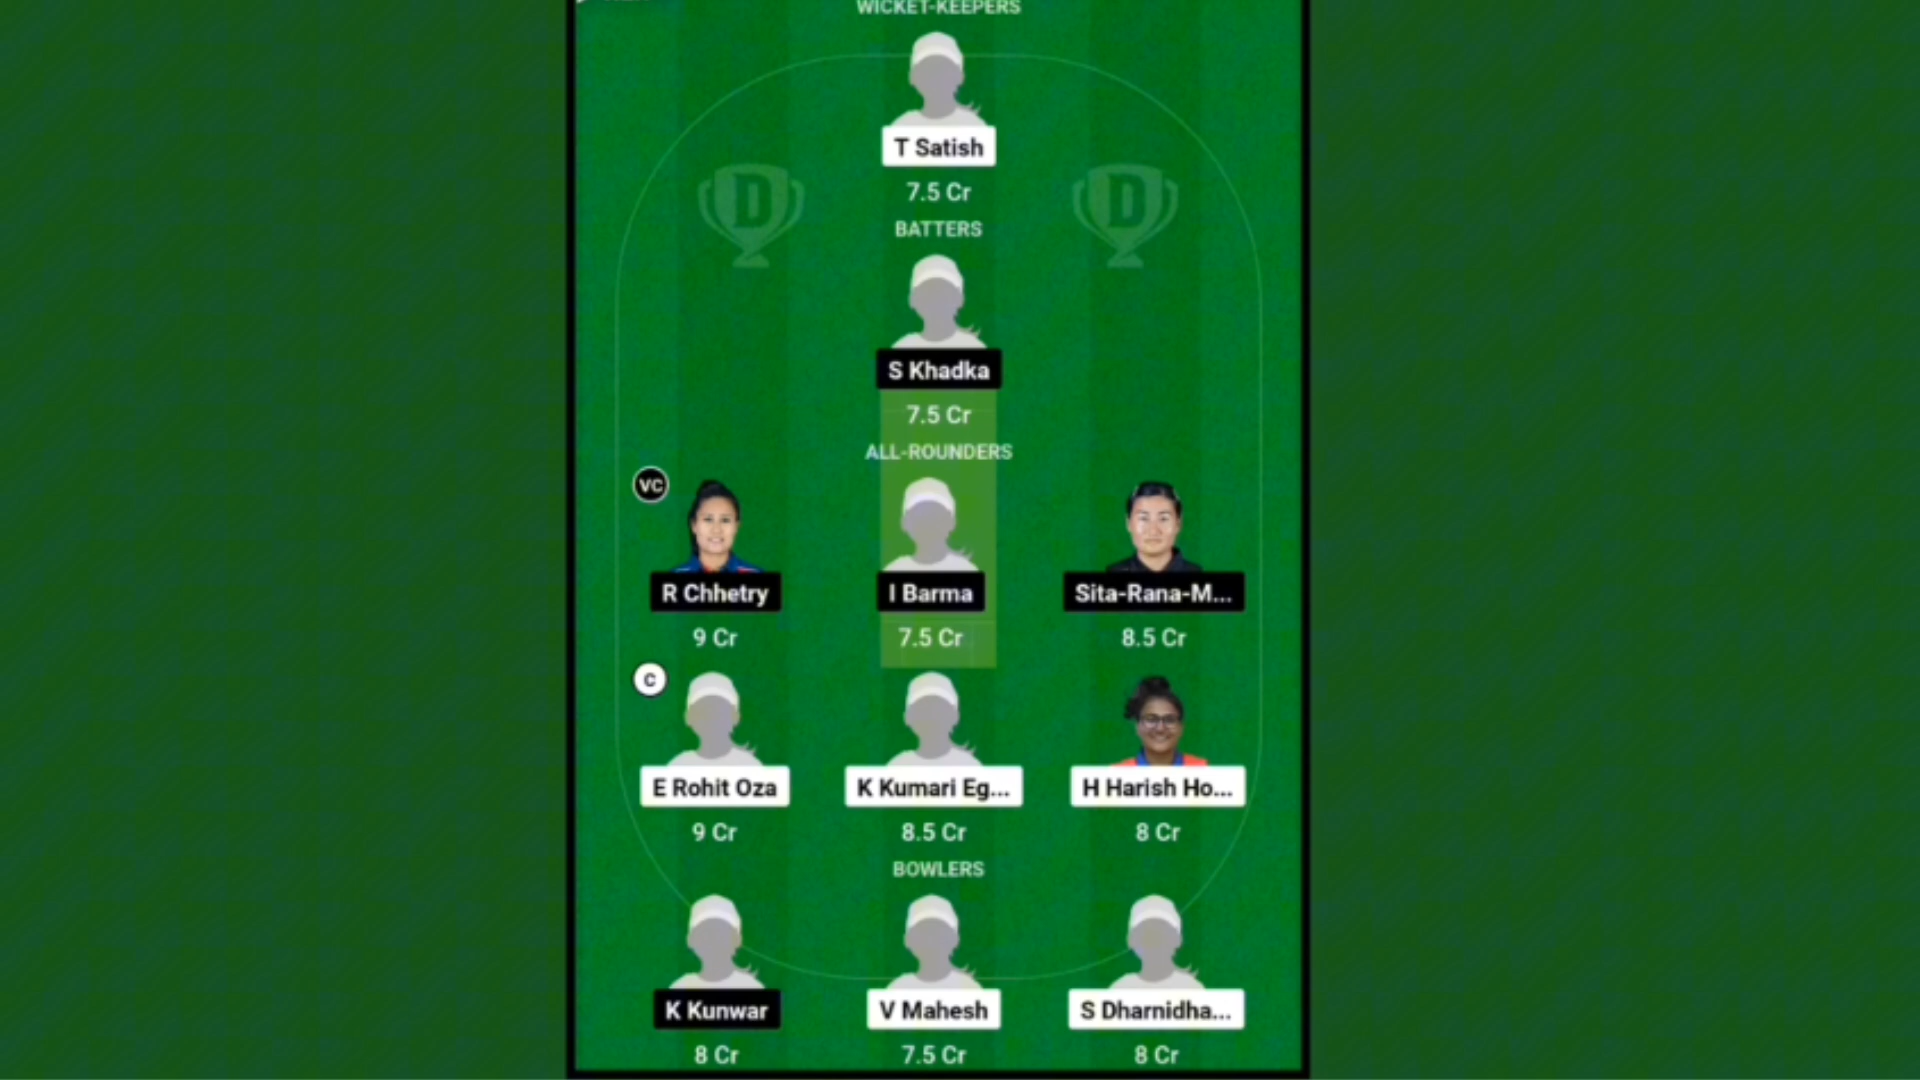 WICKET-KEEPERS
T Satish
7.5 Cr
D D
BATTERS
S Khadka
7.5 Cr
ALL-ROUNDERS
VC
R Chhetry I Barma Sita-Rana-M...
9 Cr 7.5 Cr 8.5 Cr
C
E Rohit Oza K Kumari Eg... H Harish Ho...
9 Cr 8.5 Cr 8 Cr
BOWLERS
K Kunwar V Mahesh S Dharnidha...
8 Cr 7.5 Cr 8 Cr